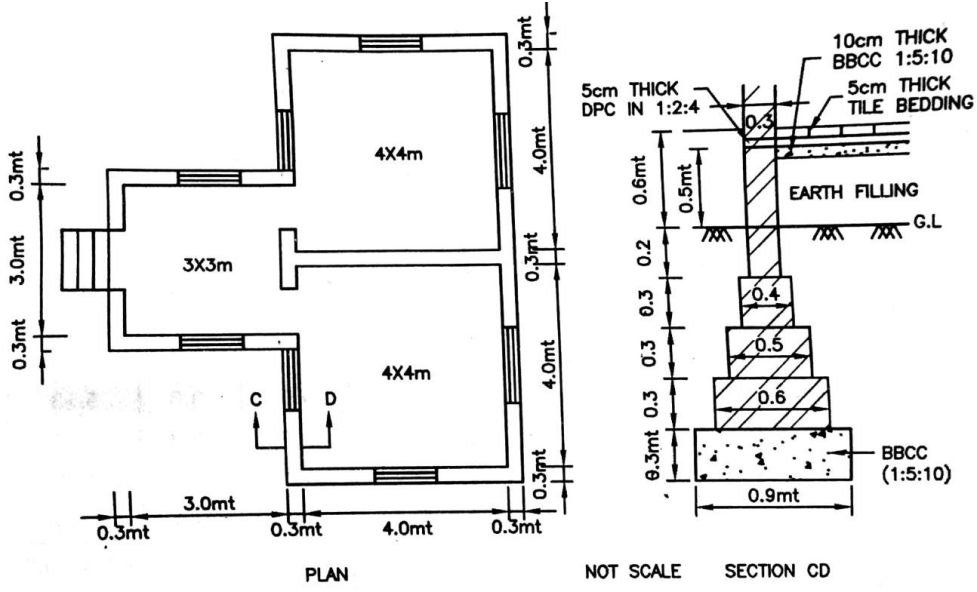 0.3mt
4X4m
4.0mt
0.3mt
3X3m
3.0mt
0.3mt
0.3mt
4X4m
4.0mt
C
D
0.3mt
3.0mt
4.0mt
0.3mt
0.3mt
0.3mt
PLAN
10cm THICK
BBCC 1:5:10
5cm THICK
DPC IN 1:2:4
5cm THICK
TILE BEDDING
0.3
0.6mt
0.5mt
EARTH FILLING
G.L
0.2
0.3
0.4
0.3
0.5
0.3
0.6
0.3mt
BBCC
(1:5:10)
0.9mt
NOT SCALE
SECTION CD